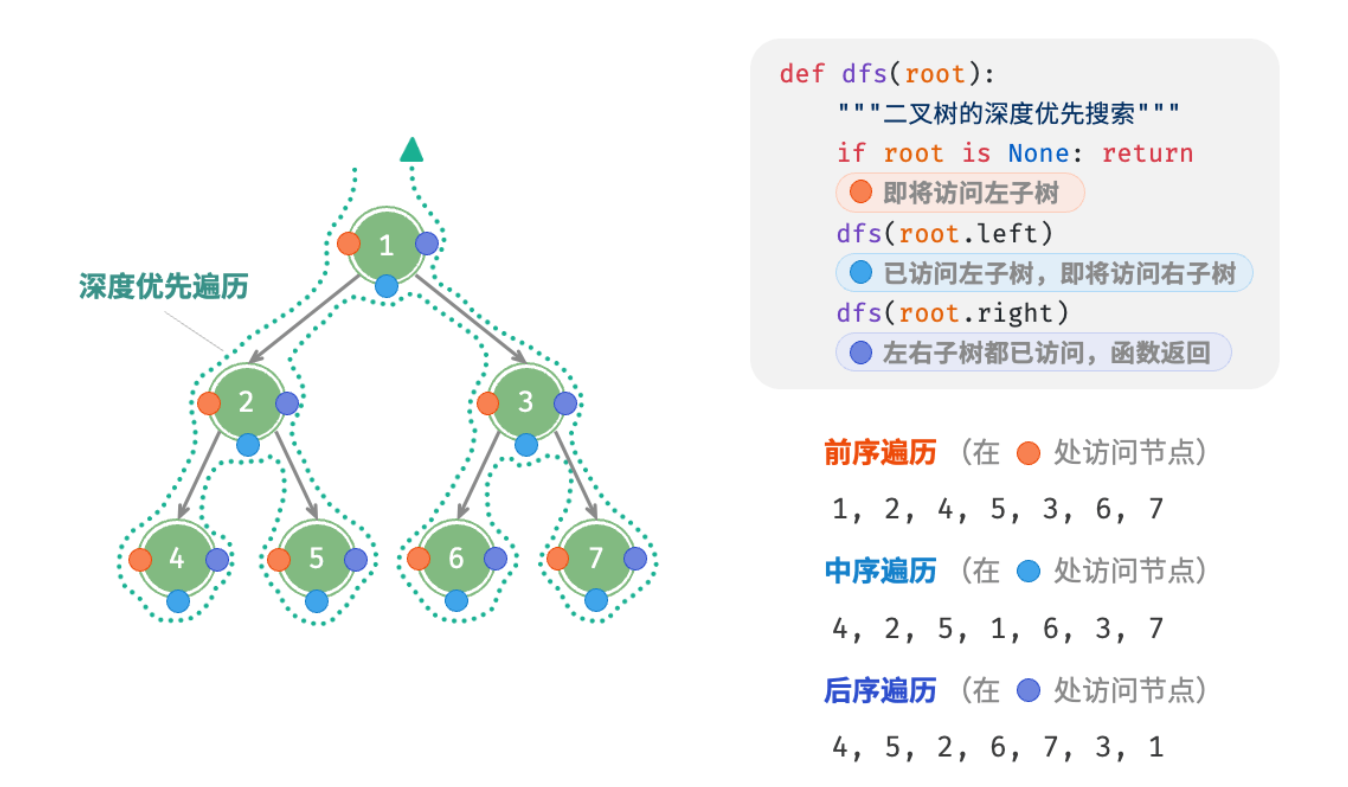 深度优先遍历
1
2
3
4
5
6
7
def dfs(root):
"""二叉树的深度优先搜索"""
if root is None: return
即将访问左子树
dfs(root.left)
已访问左子树，即将访问右子树
dfs(root.right)
左右子树都已访问，函数返回
前序遍历（在 处访问节点）
1, 2, 4, 5, 3, 6, 7
中序遍历（在 处访问节点）
4, 2, 5, 1, 6, 3, 7
后序遍历（在 处访问节点）
4, 5, 2, 6, 7, 3, 1